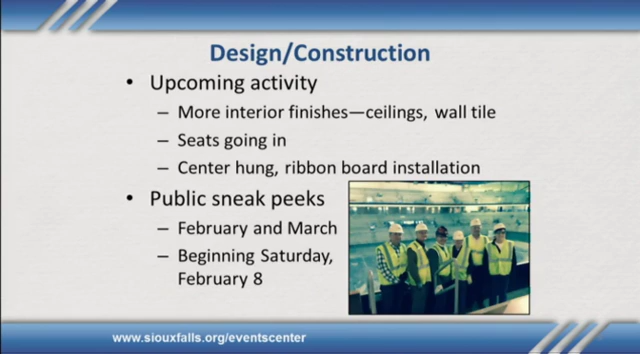 Design/Construction
• Upcoming activity
– More interior finishes—ceilings, wall tile
– Seats going in
– Center hung, ribbon board installation
• Public sneak peeks
– February and March
– Beginning Saturday,
February 8
www.siouxfalls.org/eventscenter